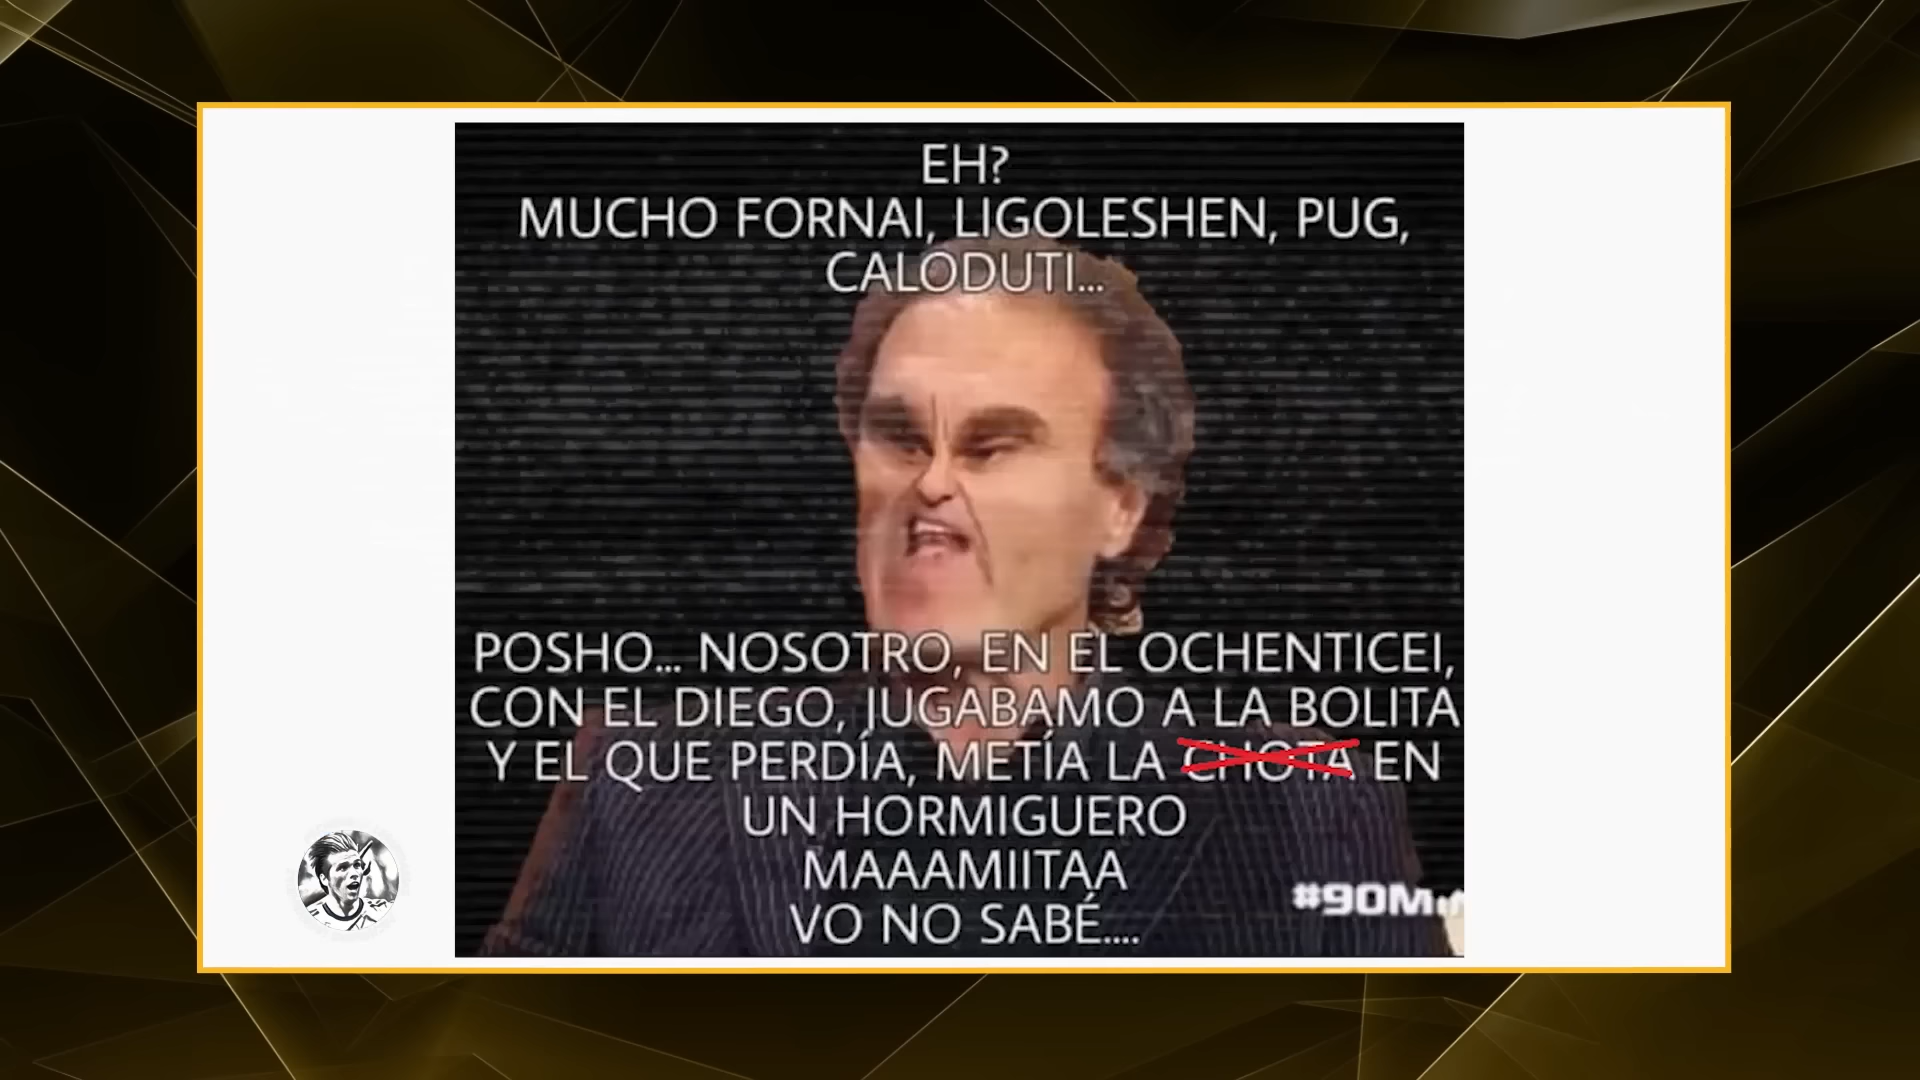 EH?
MUCHO FORNAI, LIGOLESHEN, PUG,
CALODUTI...
POSHO... NOSOTRO, EN EL OCHENTICEI,
CON EL DIEGO, JUGABAMO A LA BOLITA
Y EL QUE PERDÍA, METÍA LA CHOTA EN
UN HORMIGUERO
MAAAMIITAA
VO NO SABÉ....
#90M